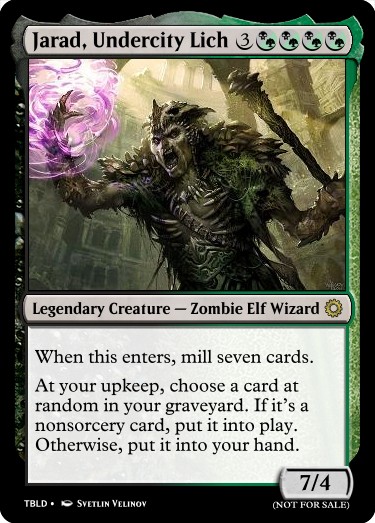 Jarad, Undercity Lich 3
Legendary Creature — Zombie Elf Wizard
When this enters, mill seven cards.
At your upkeep, choose a card at
random in your graveyard. If it's a
nonsorcery card, put it into play.
Otherwise, put it into your hand.
7/4
TBLD • Svetlin Velinov
(NOT FOR SALE)